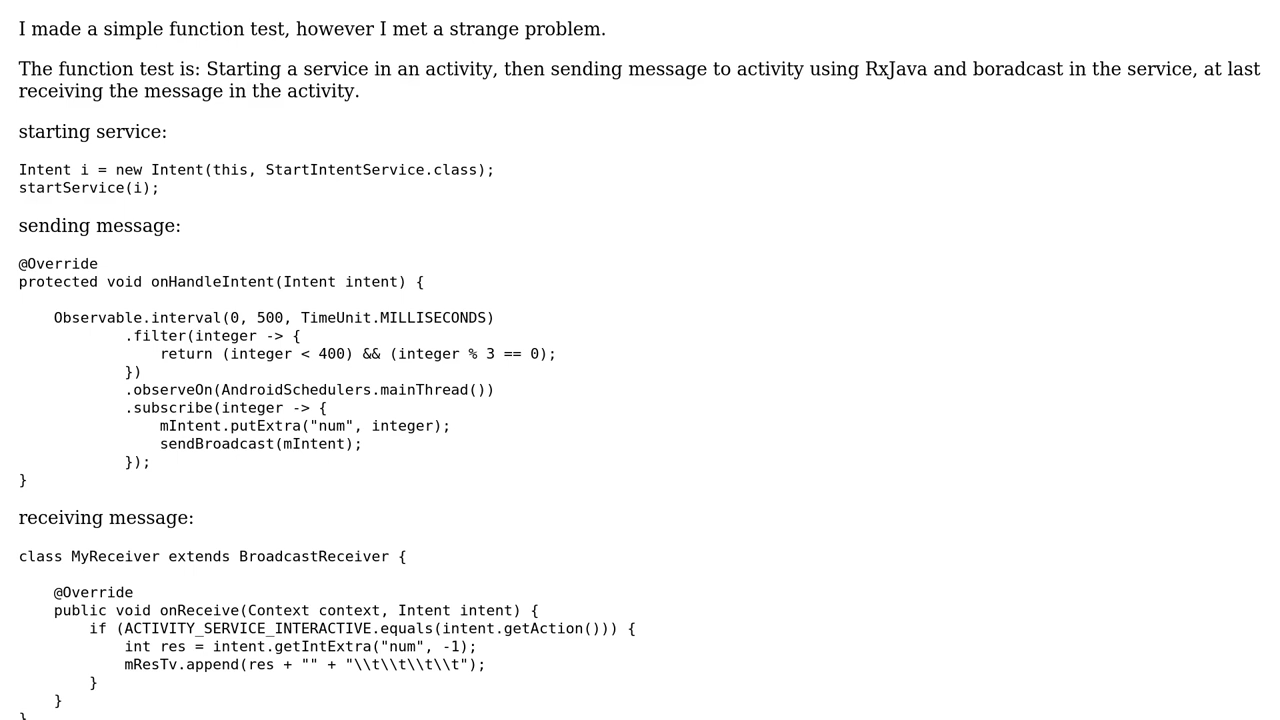 I made a simple function test, however I met a strange problem.
The function test is: Starting a service in an activity, then sending message to activity using RxJava and boradcast in the service, at last
receiving the message in the activity.
starting service:
Intent i = new Intent(this, StartIntentService.class);
startService(i);
sending message:
@Override
protected void onHandleIntent(Intent intent) {
    Observable.interval(0, 500, TimeUnit.MILLISECONDS)
            .filter(integer -> {
                return (integer < 400) && (integer % 3 == 0);
            })
            .observeOn(AndroidSchedulers.mainThread())
            .subscribe(integer -> {
                mIntent.putExtra("num", integer);
                sendBroadcast(mIntent);
            });
}
receiving message:
class MyReceiver extends BroadcastReceiver {
    @Override
    public void onReceive(Context context, Intent intent) {
        if (ACTIVITY_SERVICE_INTERACTIVE.equals(intent.getAction())) {
            int res = intent.getIntExtra("num", -1);
            mResTv.append(res + "" + "\\t\\t\\t\\t");
        }
    }
}